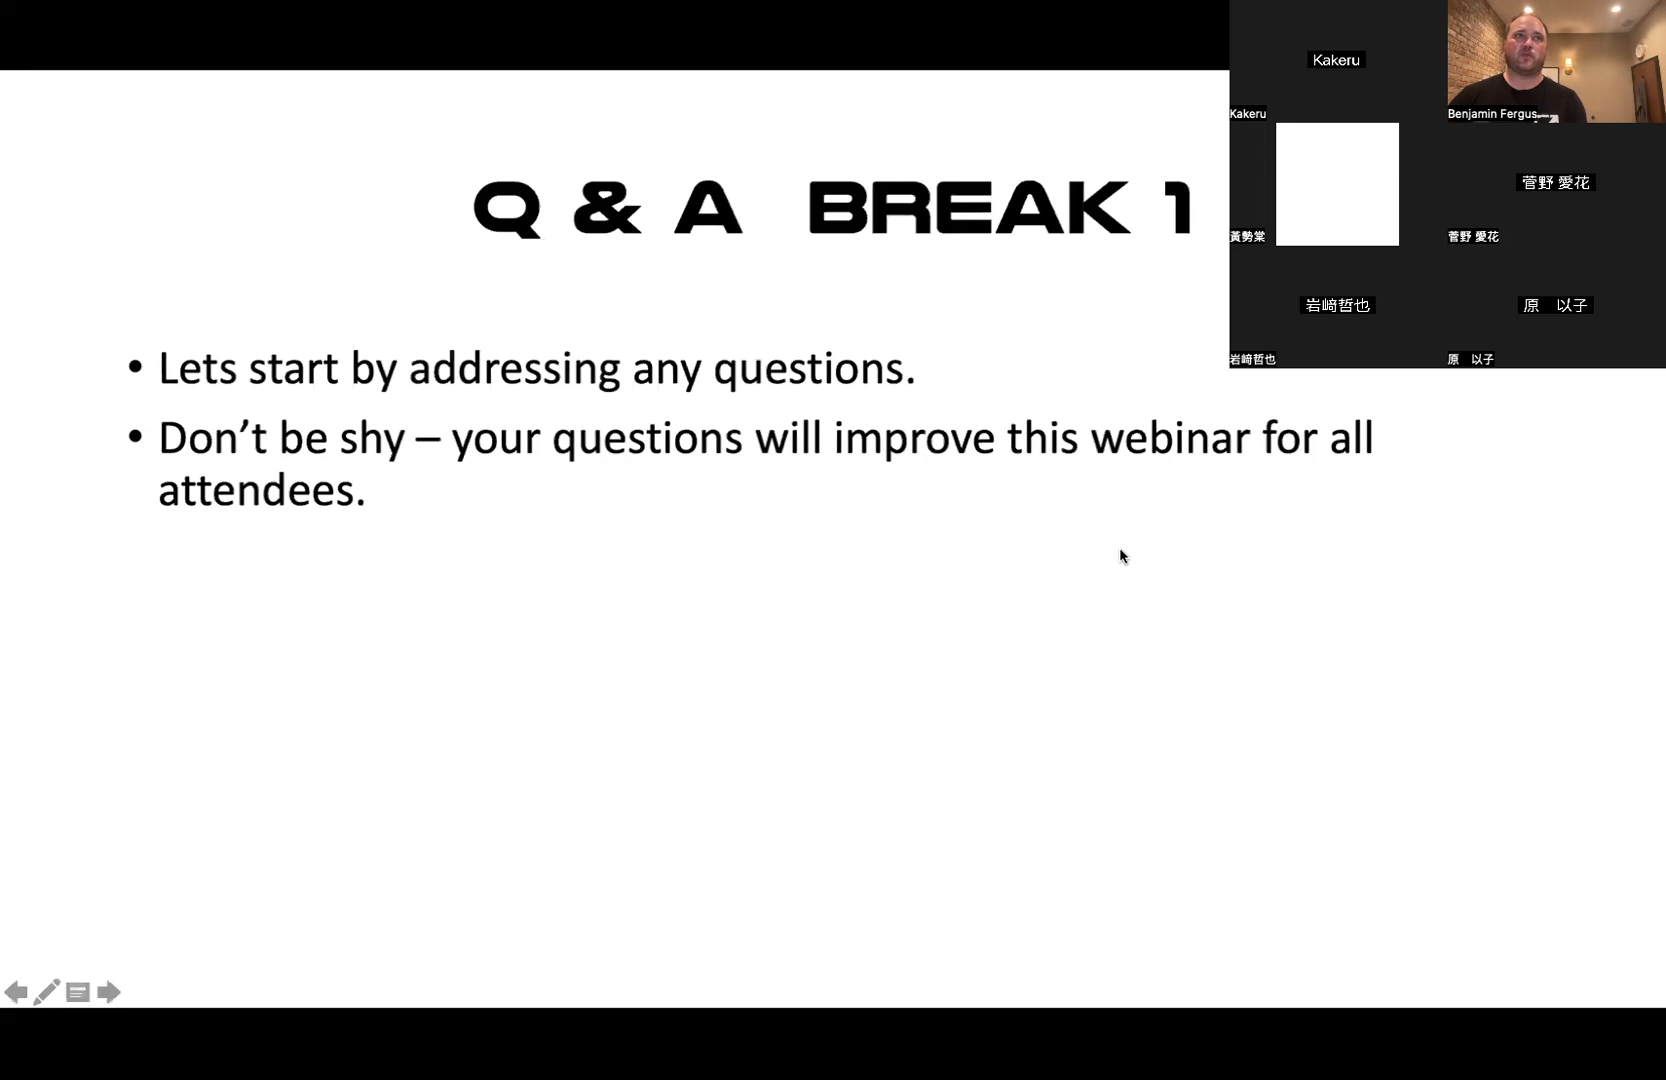 Q & A BREAK 1
• Lets start by addressing any questions.
• Don’t be shy – your questions will improve this webinar for all
attendees.
Kakeru
Kakeru
Benjamin Fergus...
黃勢棠
菅野 愛花
菅野 愛花
岩﨑哲也
岩﨑哲也
原　以子
原　以子